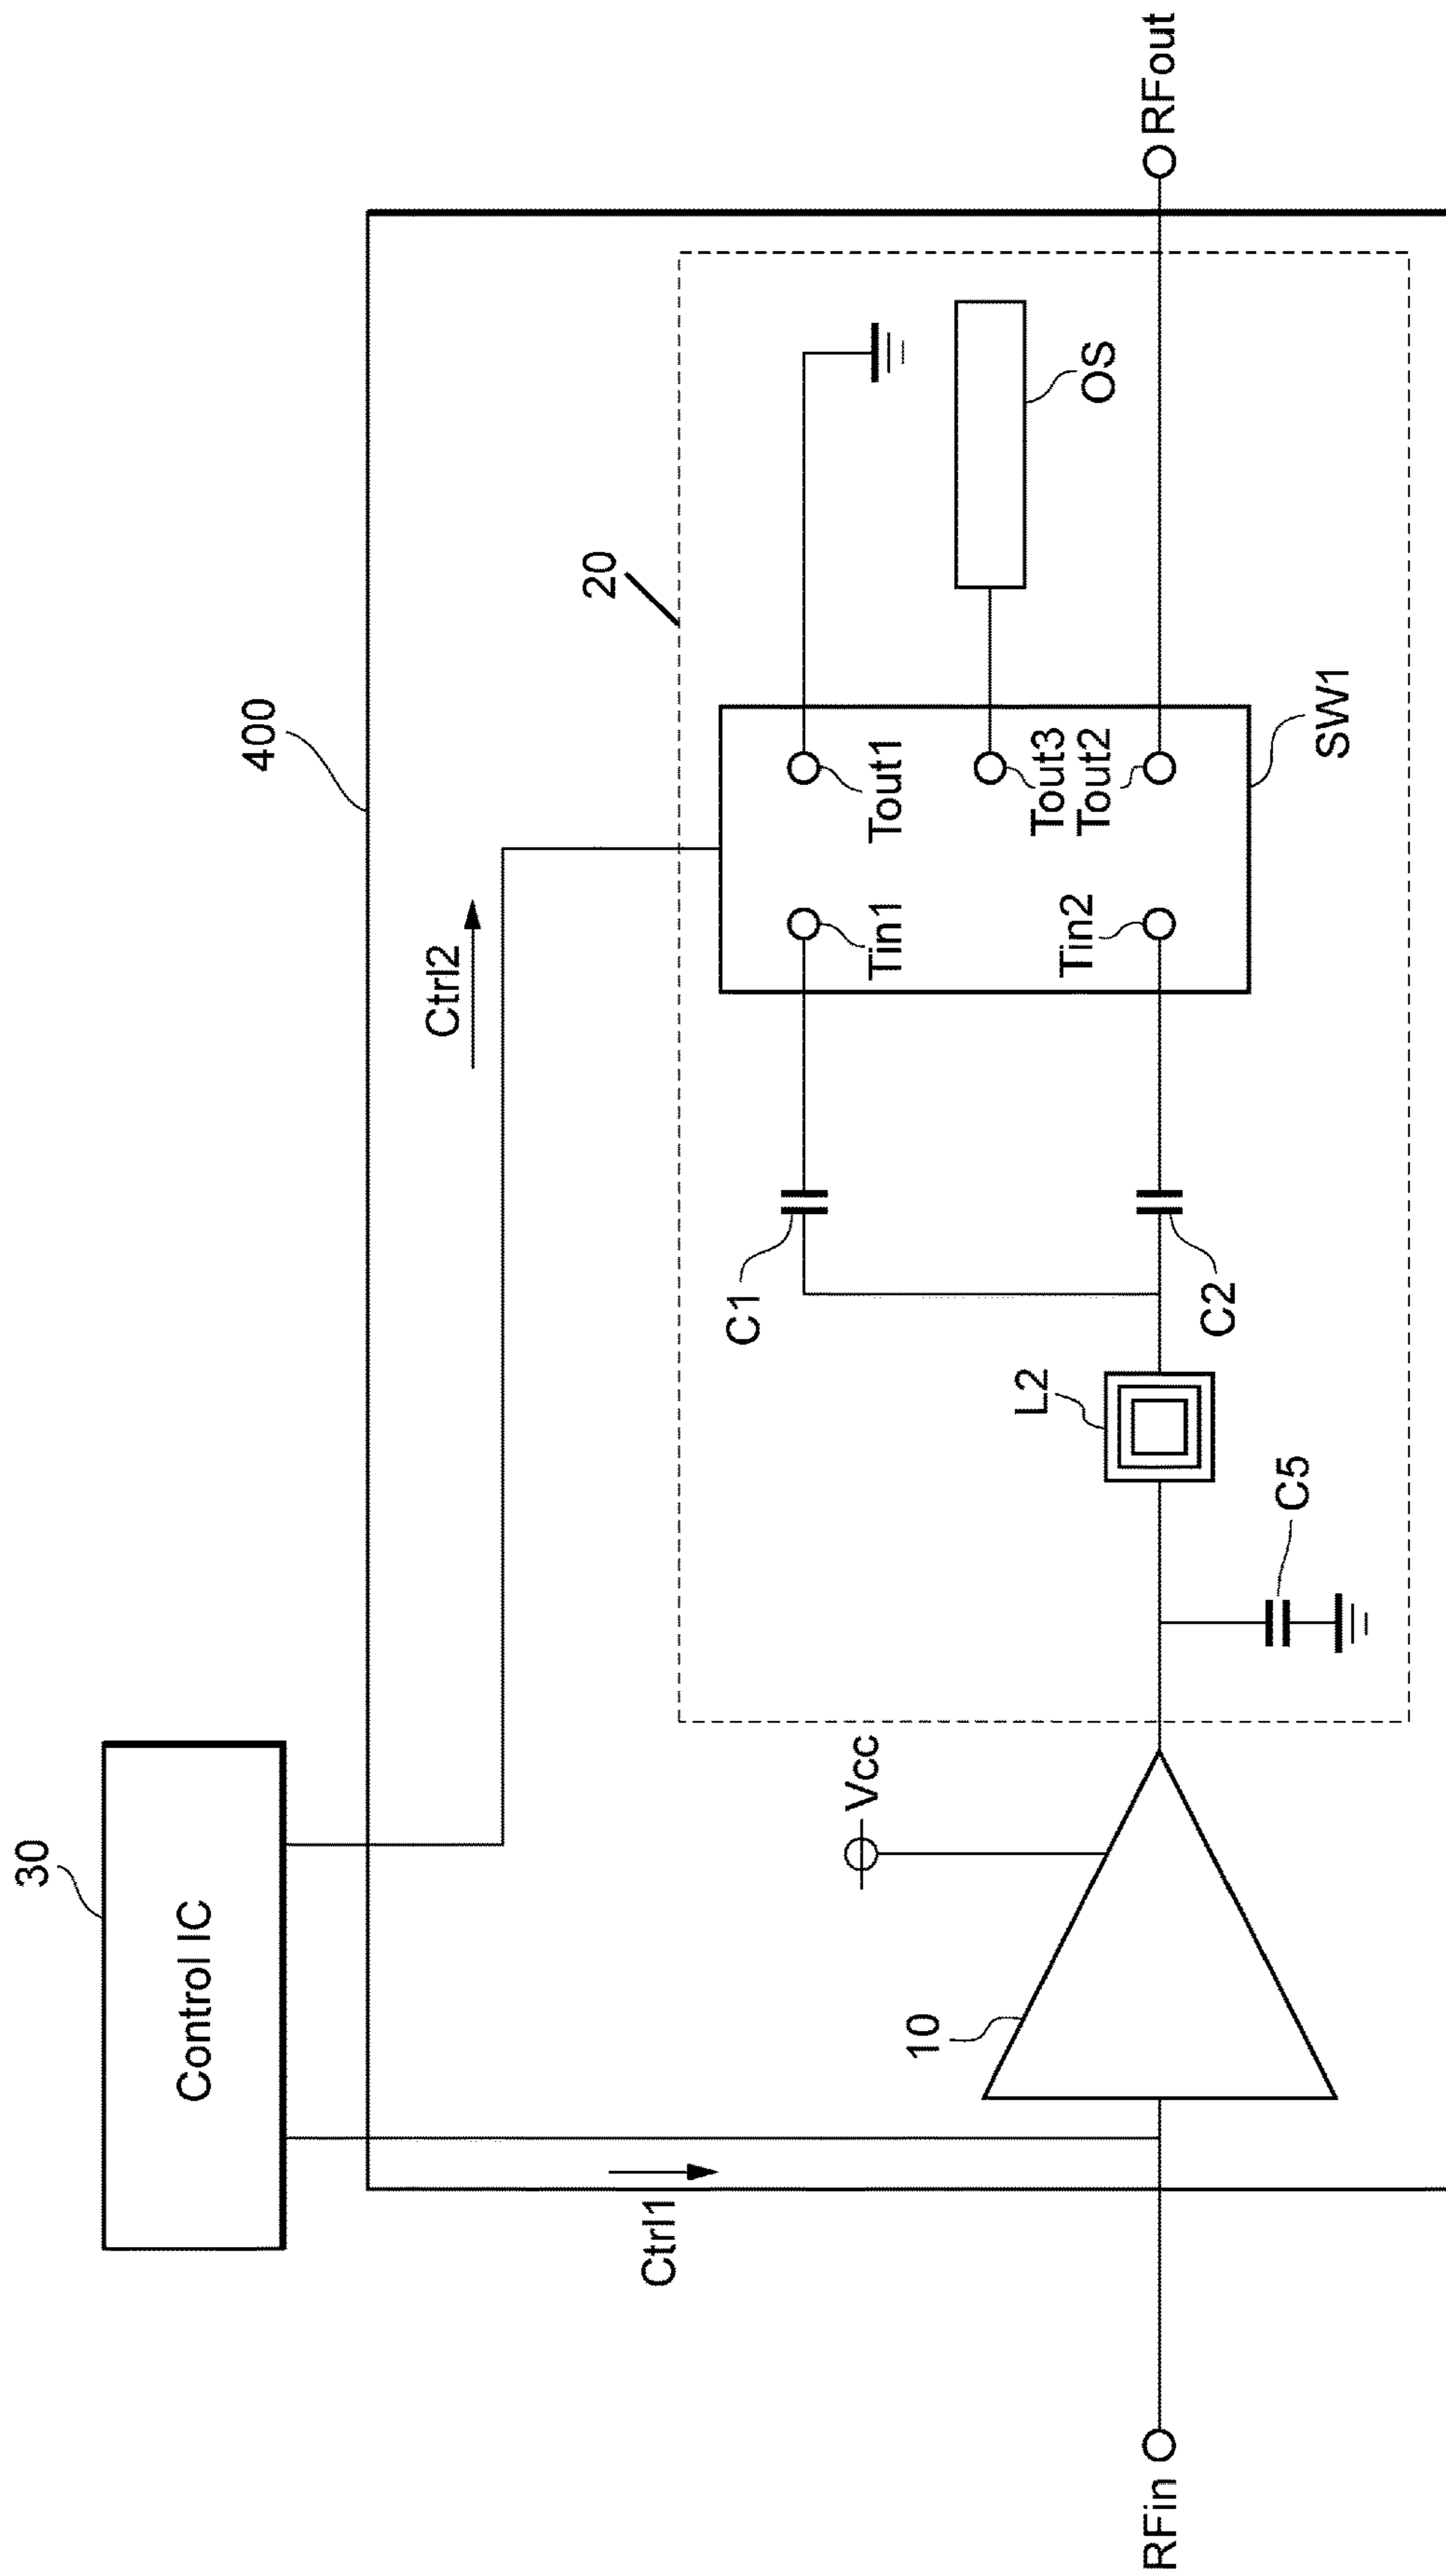 30
Control IC
400
Ctrl2
Ctrl1
20
Vcc
10
C1
Tin1
Tout1
Tout3
Tout2
Tin2
OS
L2
C2
C5
SW1
RFin
RFout